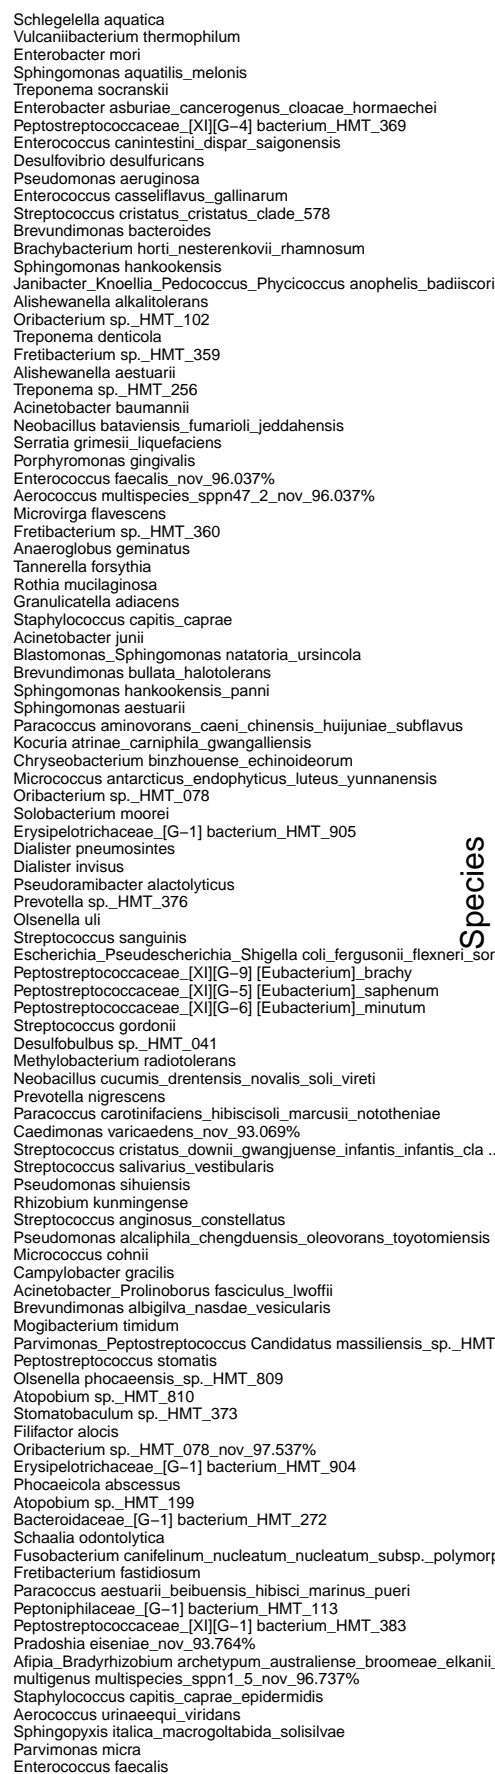 Schlegelella aquatica
Vulcaniibacterium thermophilum
Enterobacter mori
Sphingomonas aquatilis_melonis
Treponema socranskii
Enterobacter asburiae_cancerogenus_cloacae_hormaechei
Peptostreptococcaceae_[XI][G−4] bacterium_HMT_369
Enterococcus canintestini_dispar_saigonensis
Desulfovibrio desulfuricans
Pseudomonas aeruginosa
Enterococcus casseliflavus_gallinarum
Streptococcus cristatus_cristatus_clade_578
Brevundimonas bacteroides
Brachybacterium horti_nesterenkovii_rhamnosum
Sphingomonas hankookensis
Janibacter_Knoellia_Pedococcus_Phycicoccus anophelis_badiiscori
Alishewanella alkalitolerans
Oribacterium sp._HMT_102
Treponema denticola
Fretibacterium sp._HMT_359
Alishewanella aestuarii
Treponema sp._HMT_256
Acinetobacter baumannii
Neobacillus bataviensis_fumarioli_jeddahensis
Serratia grimesii_liquefaciens
Porphyromonas gingivalis
Enterococcus faecalis_nov_96.037%
Aerococcus multispecies_sppn47_2_nov_96.037%
Microvirga flavescens
Fretibacterium sp._HMT_360
Anaeroglobus geminatus
Tannerella forsythia
Rothia mucilaginosa
Granulicatella adiacens
Staphylococcus capitis_caprae
Acinetobacter junii
Blastomonas_Sphingomonas natatoria_ursincola
Brevundimonas bullata_halotolerans
Sphingomonas hankookensis_panni
Sphingomonas aestuarii
Paracoccus aminovorans_caeni_chinensis_huijuniae_subflavus
Kocuria atrinae_carniphila_gwangalliensis
Chryseobacterium binzhouense_echinoideorum
Micrococcus antarcticus_endophyticus_luteus_yunnanensis
Oribacterium sp._HMT_078
Solobacterium moorei
Erysipelotrichaceae_[G−1] bacterium_HMT_905
Dialister pneumosintes
Dialister invisus
Pseudoramibacter alactolyticus
Prevotella sp._HMT_376
Olsenella uli
Streptococcus sanguinis
Escherichia_Pseudescherichia_Shigella coli_fergusonii_flexneri_son
Peptostreptococcaceae_[XI][G−9] [Eubacterium]_brachy
Peptostreptococcaceae_[XI][G−5] [Eubacterium]_saphenum
Peptostreptococcaceae_[XI][G−6] [Eubacterium]_minutum
Streptococcus gordonii
Desulfobulbus sp._HMT_041
Methylobacterium radiotolerans
Neobacillus cucumis_drentensis_novalis_soli_vireti
Prevotella nigrescens
Paracoccus carotinifaciens_hibiscisoli_marcusii_nototheniae
Caedimonas varicaedens_nov_93.069%
Streptococcus cristatus_downii_gwangjuense_infantis_infantis_cla ..
Streptococcus salivarius_vestibularis
Pseudomonas sihuiensis
Rhizobium kunmingense
Streptococcus anginosus_constellatus
Pseudomonas alcaliphila_chengduensis_oleovorans_toyotomiensis
Micrococcus cohnii
Campylobacter gracilis
Acinetobacter_Prolinoborus fasciculus_lwoffii
Brevundimonas albigilva_nasdae_vesicularis
Mogibacterium timidum
Parvimonas_Peptostreptococcus Candidatus massiliensis_sp._HMT
Peptostreptococcus stomatis
Olsenella phocaeensis_sp._HMT_809
Atopobium sp._HMT_810
Stomatobaculum sp._HMT_373
Filifactor alocis
Oribacterium sp._HMT_078_nov_97.537%
Erysipelotrichaceae_[G−1] bacterium_HMT_904
Phocaeicola abscessus
Atopobium sp._HMT_199
Bacteroidaceae_[G−1] bacterium_HMT_272
Schaalia odontolytica
Fusobacterium canifelinum_nucleatum_nucleatum_subsp._polymorp
Fretibacterium fastidiosum
Paracoccus aestuarii_beibuensis_hibisci_marinus_pueri
Peptoniphilaceae_[G−1] bacterium_HMT_113
Peptostreptococcaceae_[XI][G−1] bacterium_HMT_383
Pradoshia eiseniae_nov_93.764%
Afipia_Bradyrhizobium archetypum_australiense_broomeae_elkanii_
multigenus multispecies_sppn1_5_nov_96.737%
Staphylococcus capitis_caprae_epidermidis
Aerococcus urinaeequi_viridans
Sphingopyxis italica_macrogoltabida_solisilvae
Parvimonas micra
Enterococcus faecalis
Species